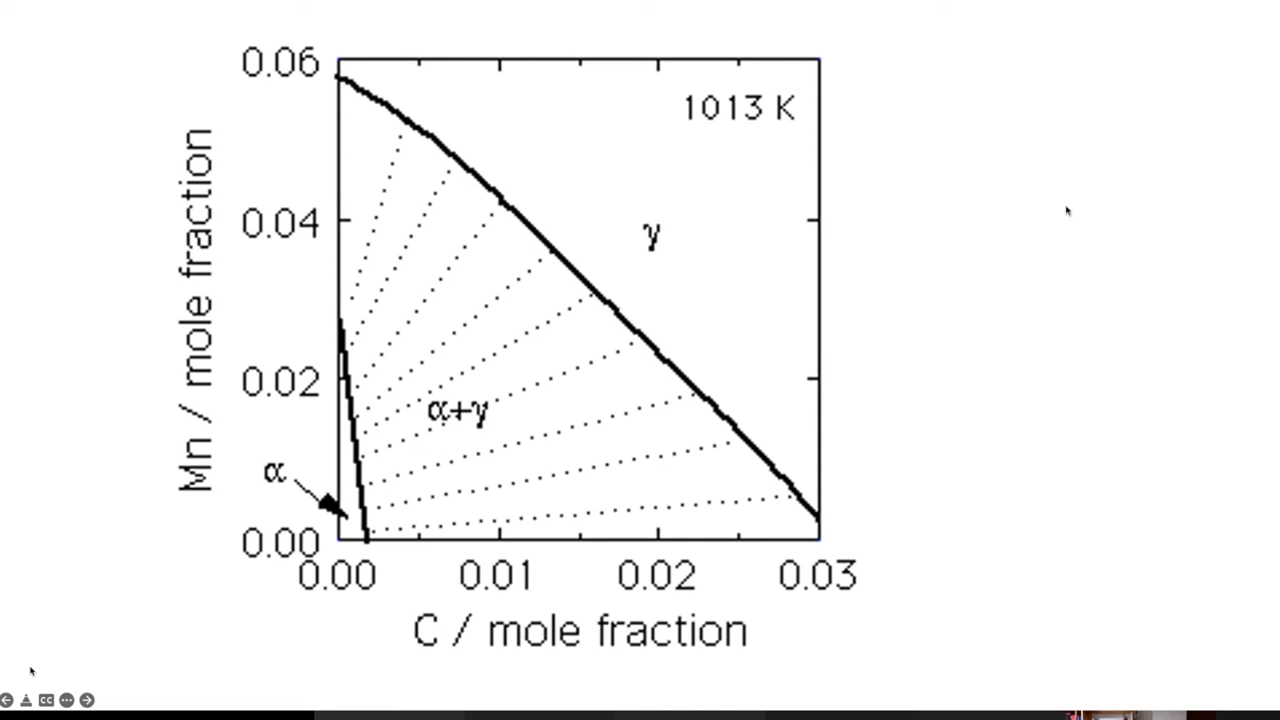 0.06
1013 K
0.04
γ
0.02
α+γ
α
0.00
0.00 0.01 0.02 0.03
C / mole fraction
Mn / mole fraction
CC